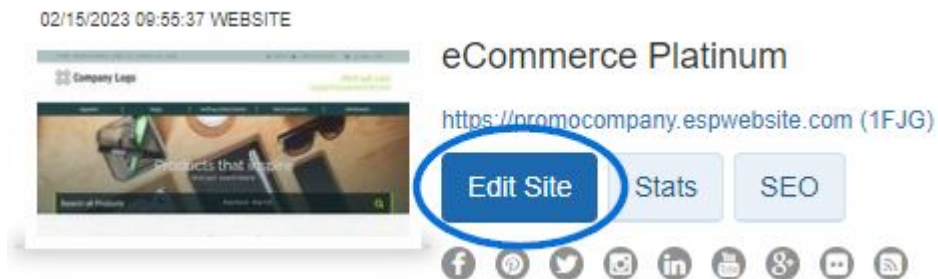 02/15/2023 09:55:37 WEBSITE
eCommerce Platinum
https://promocompany.espwebsite.com (1FJG)
Company Logo
Products that inspire
Search all Products
Edit Site
Stats
SEO